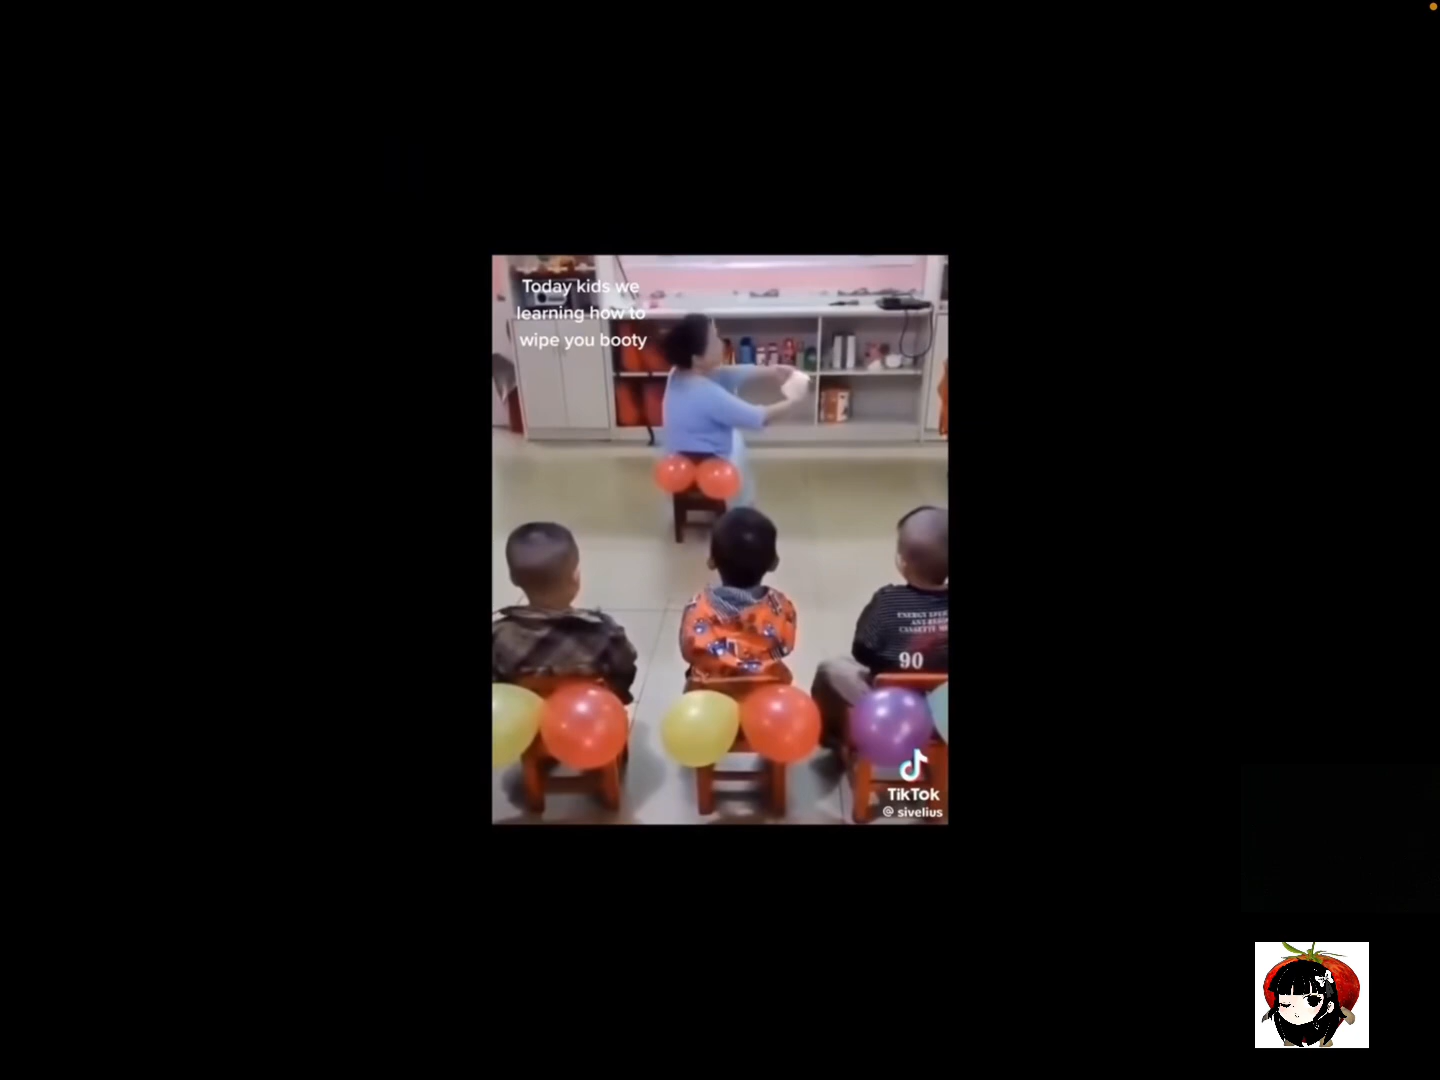 Today kids we
learning how to
wipe you booty
90
TikTok
@ sivelius